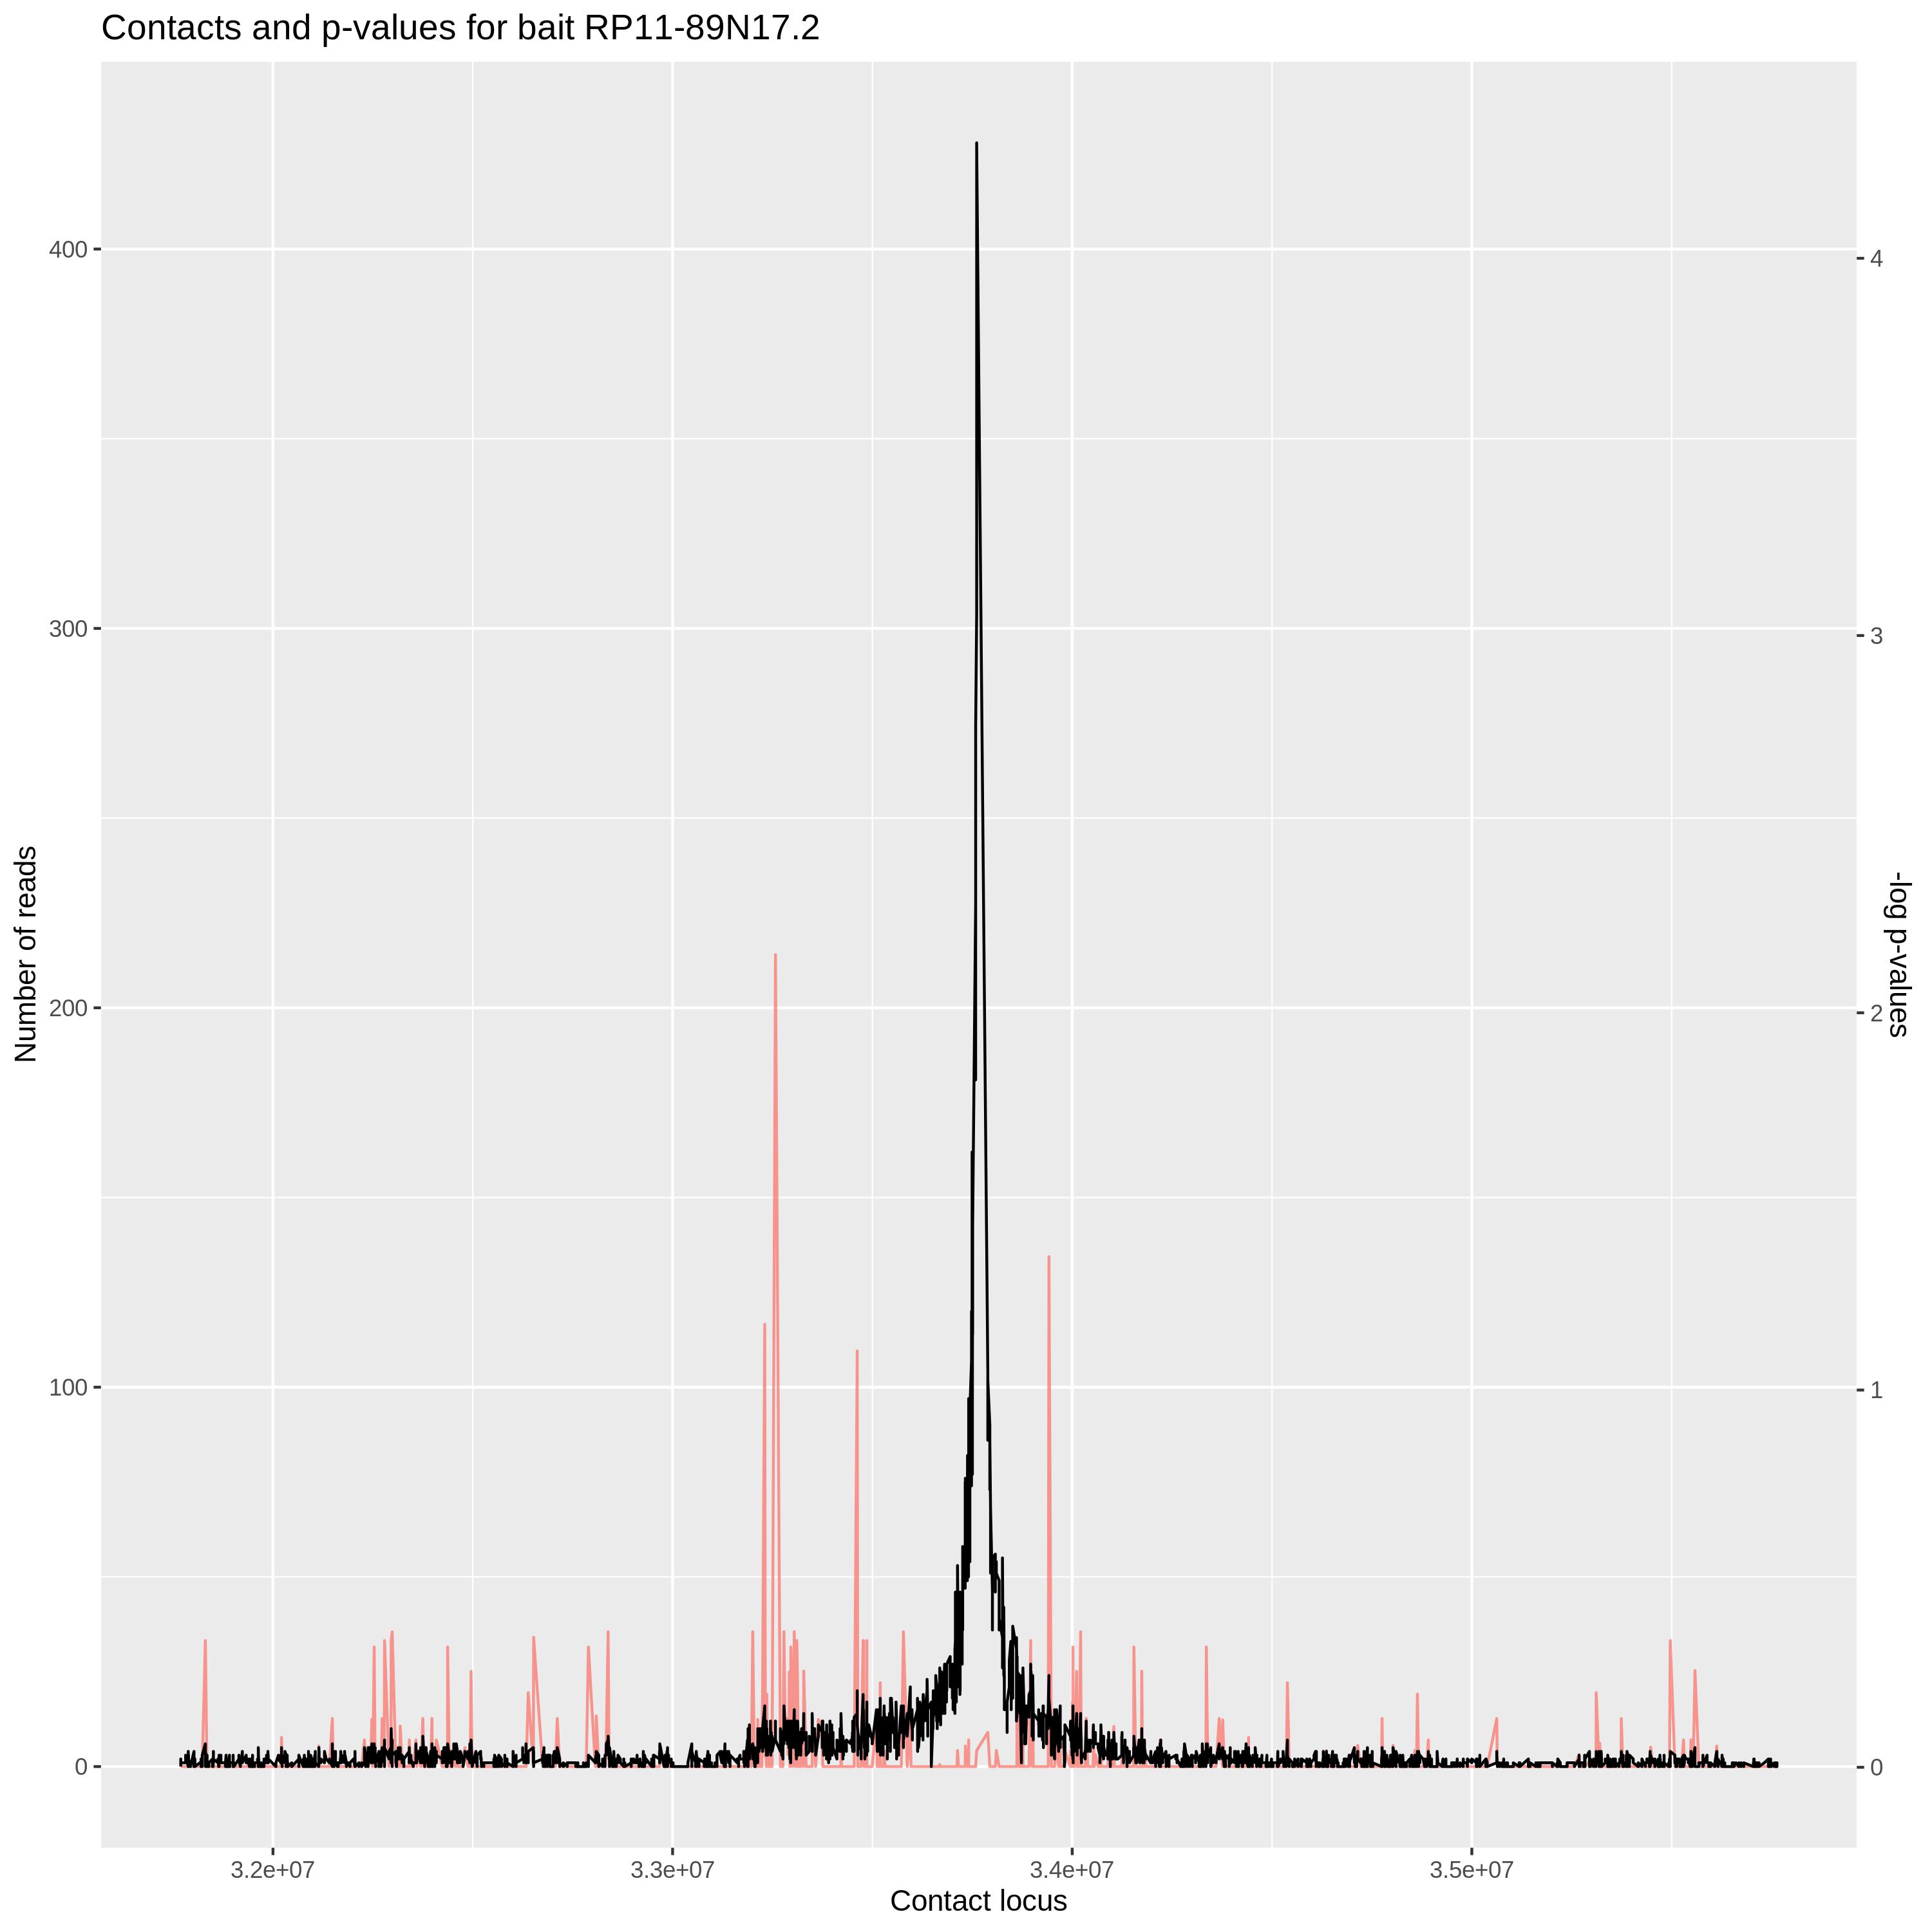 Contacts and p-values for bait RP11-89N17.2
Number of reads
400
300
200
100
0
4
3
2
1
0
-log p-values
3.2e+07
3.3e+07
3.4e+07
3.5e+07
Contact locus